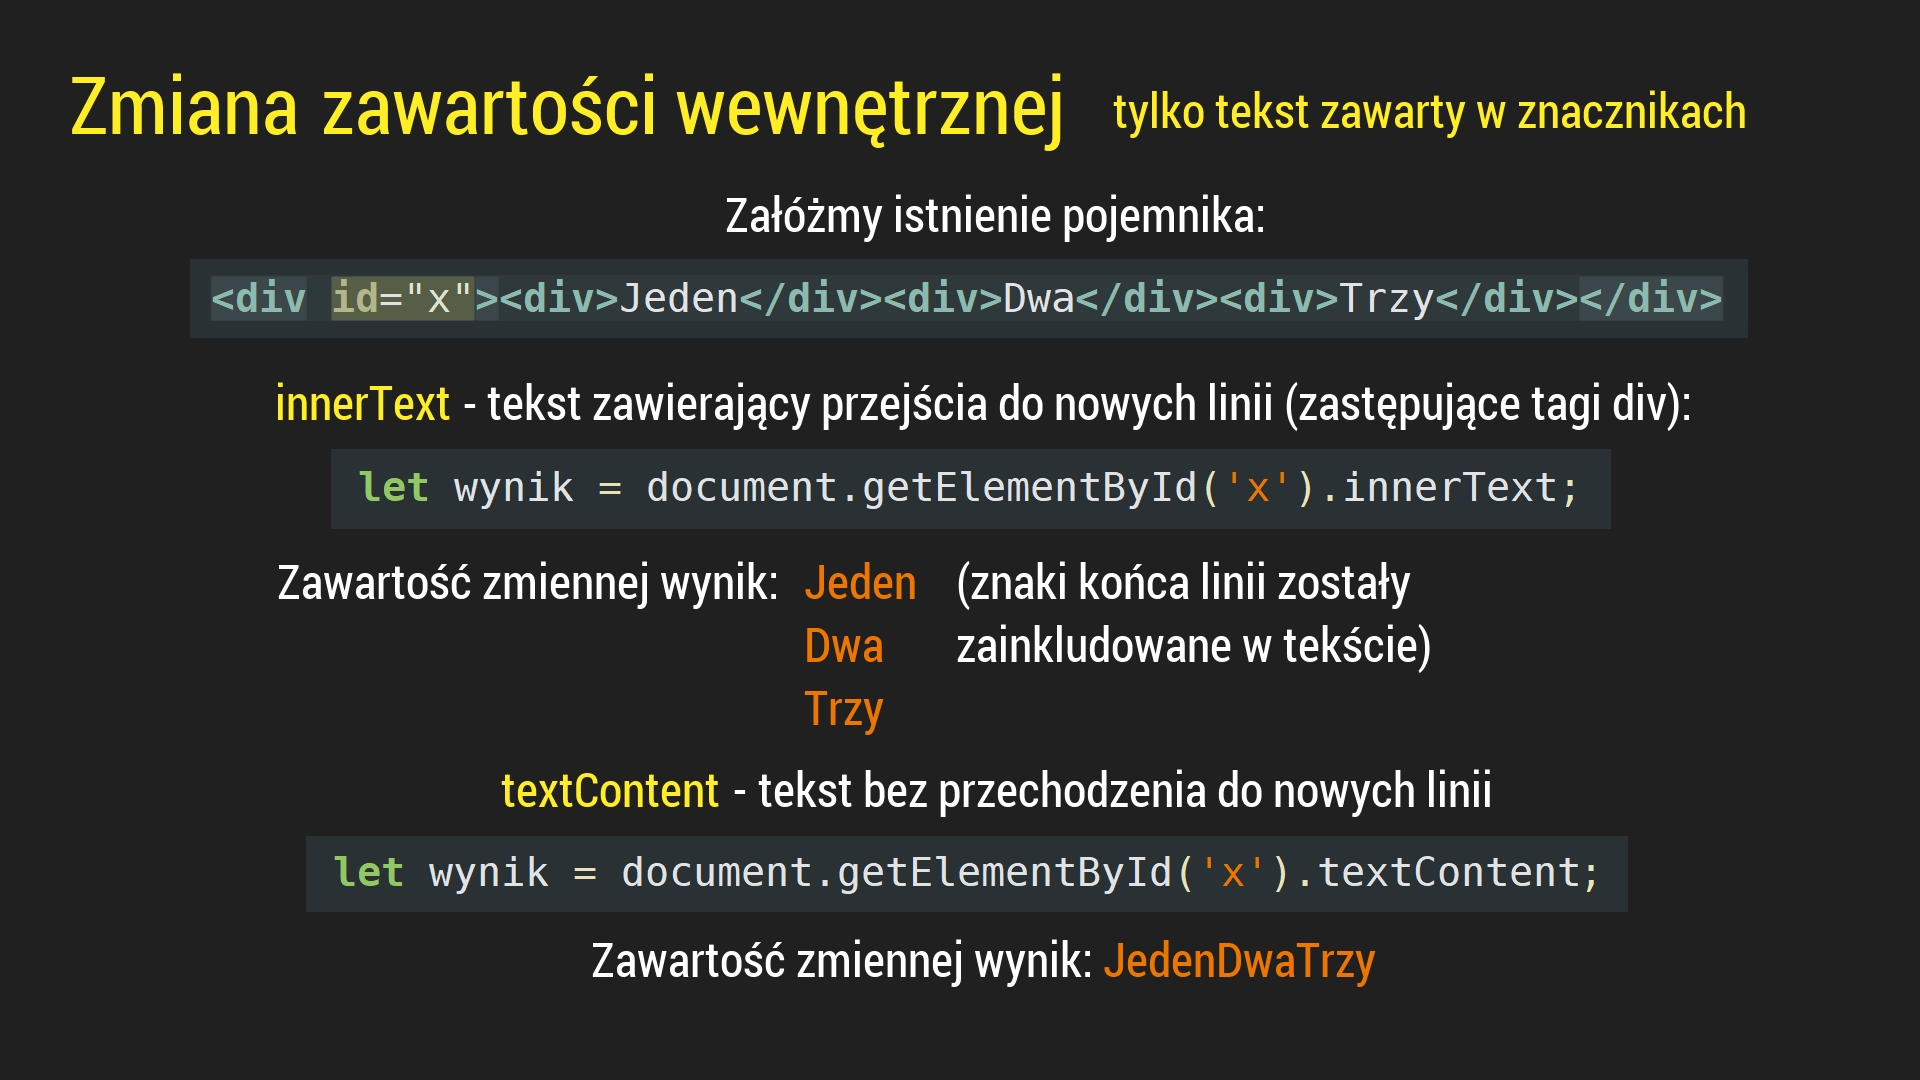 Zmiana zawartości wewnętrznej tylko tekst zawarty w znacznikach
Załóżmy istnienie pojemnika:
<div id="x"><div>Jeden</div><div>Dwa</div><div>Trzy</div></div>
innerText - tekst zawierający przejścia do nowych linii (zastępujące tagi div):
let wynik = document.getElementById('x').innerText;
Zawartość zmiennej wynik: Jeden (znaki końca linii zostały
Dwa zainkludowane w tekście)
Trzy
textContent - tekst bez przechodzenia do nowych linii
let wynik = document.getElementById('x').textContent;
Zawartość zmiennej wynik: JedenDwaTrzy